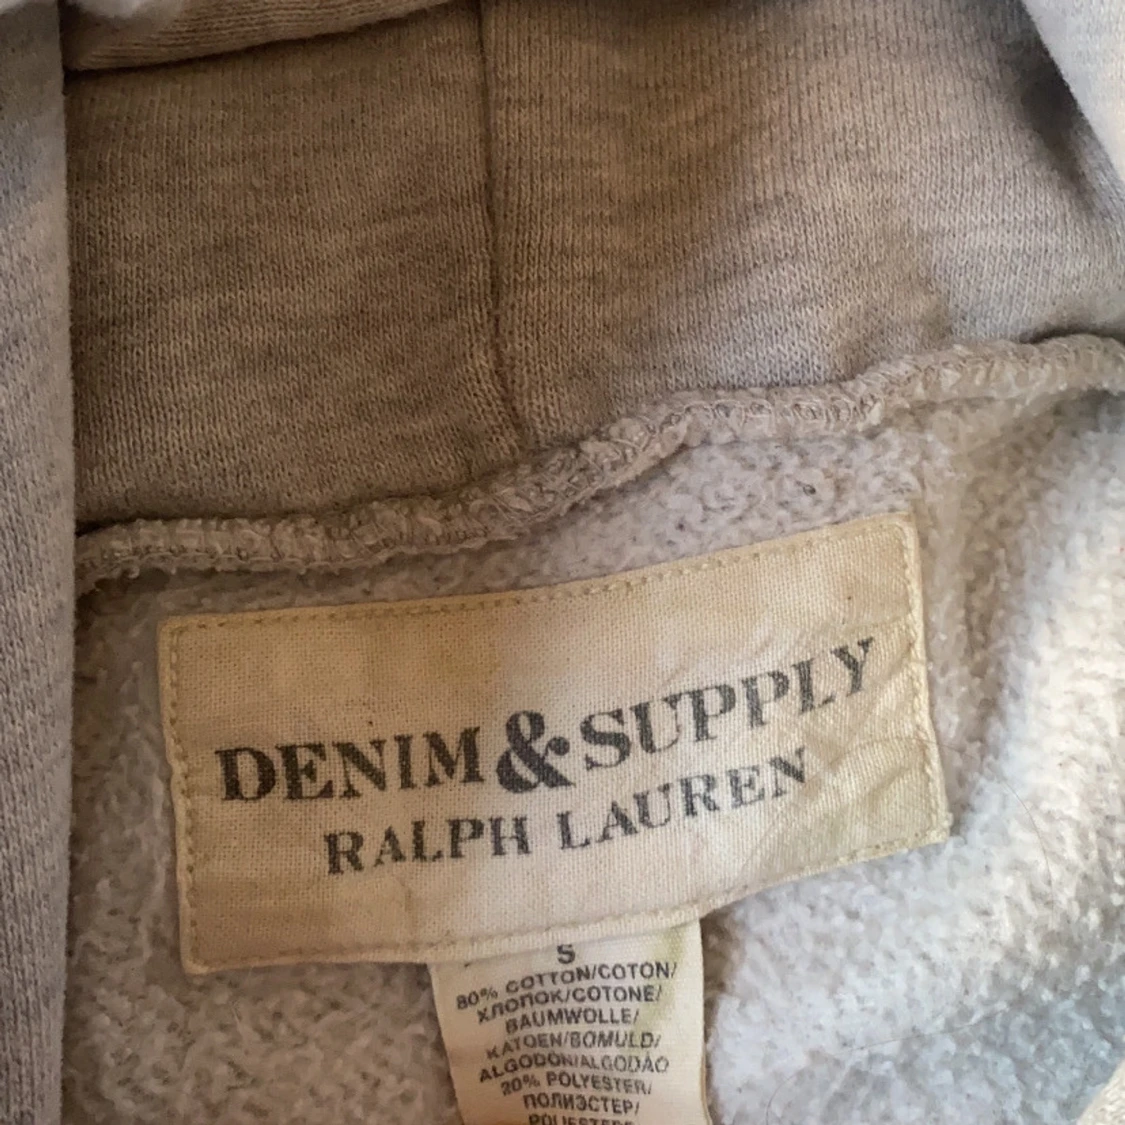 DENIM & SUPPLY
RALPH LAUREN
S
80% COTTON/COTON/
ХЛОПОК/COTONE/
BAUMWOLLE/
KATOEN/BOMULD/
ALGODON/ALGODÃO
20% POLYESTER/
ПОЛИЭСТЕР/